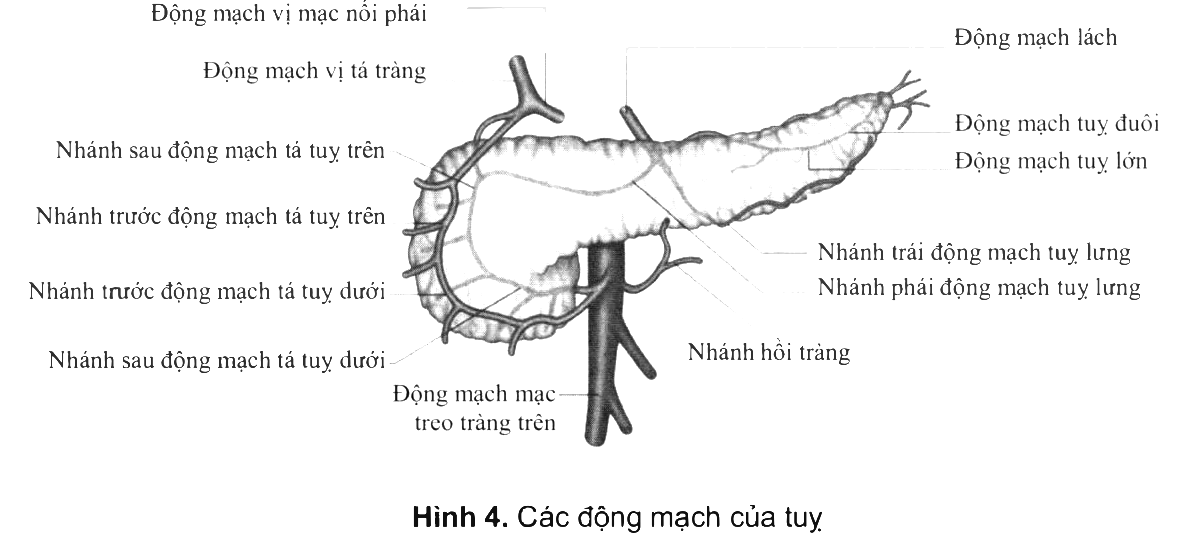 Động mạch vị mạc nối phải
Động mạch vị tá tràng
Nhánh sau động mạch tá tuỵ trên
Nhánh trước động mạch tá tuỵ trên
Nhánh trước động mạch tá tuỵ dưới
Nhánh sau động mạch tá tuỵ dưới
Động mạch mạc
treo tràng trên
Động mạch lách
Động mạch tuỵ đuôi
Động mạch tuỵ lớn
Nhánh trái động mạch tuỵ lưng
Nhánh phải động mạch tuỵ lưng
Nhánh hồi tràng
Hình 4. Các động mạch của tuỵ